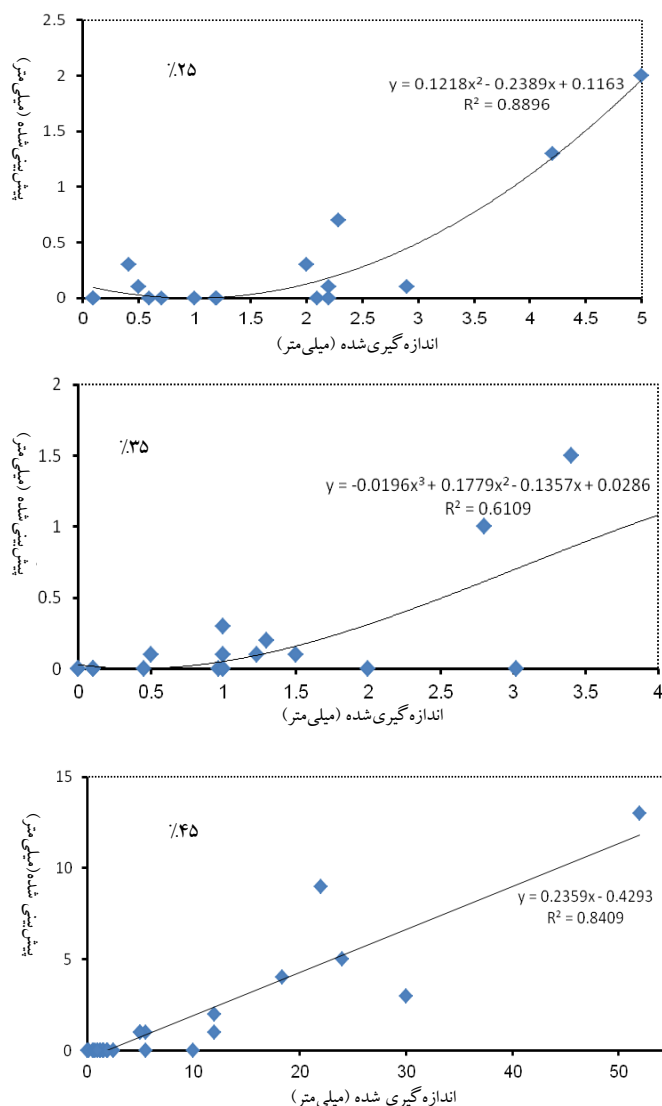 2.5
2
1.5
1
0.5
0
٪۲۵
y = 0.1218x² - 0.2389x + 0.1163
R² = 0.8896
پیش‌بینی شده (میلی‌متر)
0 0.5 1 1.5 2 2.5 3 3.5 4 4.5 5
اندازه‌گیری‌شده (میلی‌متر)
2
1.5
1
0.5
0
٪۳۵
y = -0.0196x³ + 0.1779x² - 0.1357x + 0.0286
R² = 0.6109
پیش‌بینی شده (میلی‌متر)
0 0.5 1 1.5 2 2.5 3 3.5 4
اندازه‌گیری‌شده (میلی‌متر)
15
10
5
0
٪۴۵
y = 0.2359x - 0.4293
R² = 0.8409
پیش‌بینی شده(میلی‌متر)
0 10 20 30 40 50
اندازه‌گیری شده (میلی‌متر)